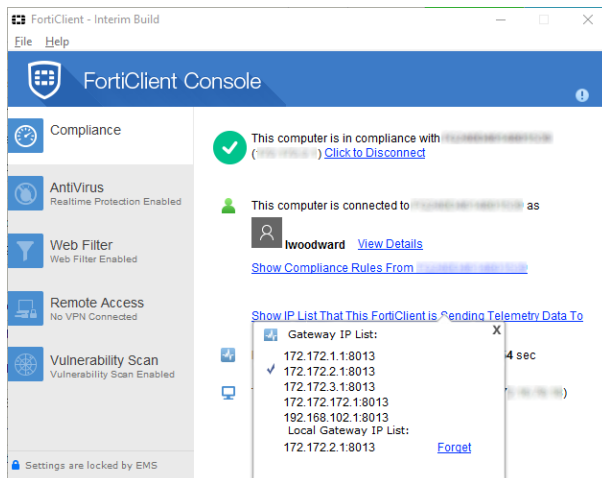 FortiClient - Interim Build
File Help
FortiClient Console
Compliance
AntiVirus
Realtime Protection Enabled
Web Filter
Web Filter Enabled
Remote Access
No VPN Connected
Vulnerability Scan
Vulnerability Scan Enabled
Settings are locked by EMS
This computer is in compliance with
( ) Click to Disconnect
This computer is connected to as
lwoodward View Details
Show Compliance Rules From
Show IP List That This FortiClient is Sending Telemetry Data To
X
Gateway IP List:
172.172.1.1:8013
172.172.2.1:8013
172.172.3.1:8013
172.172.172.1:8013
192.168.102.1:8013
Local Gateway IP List:
172.172.2.1:8013 Forget
4 sec